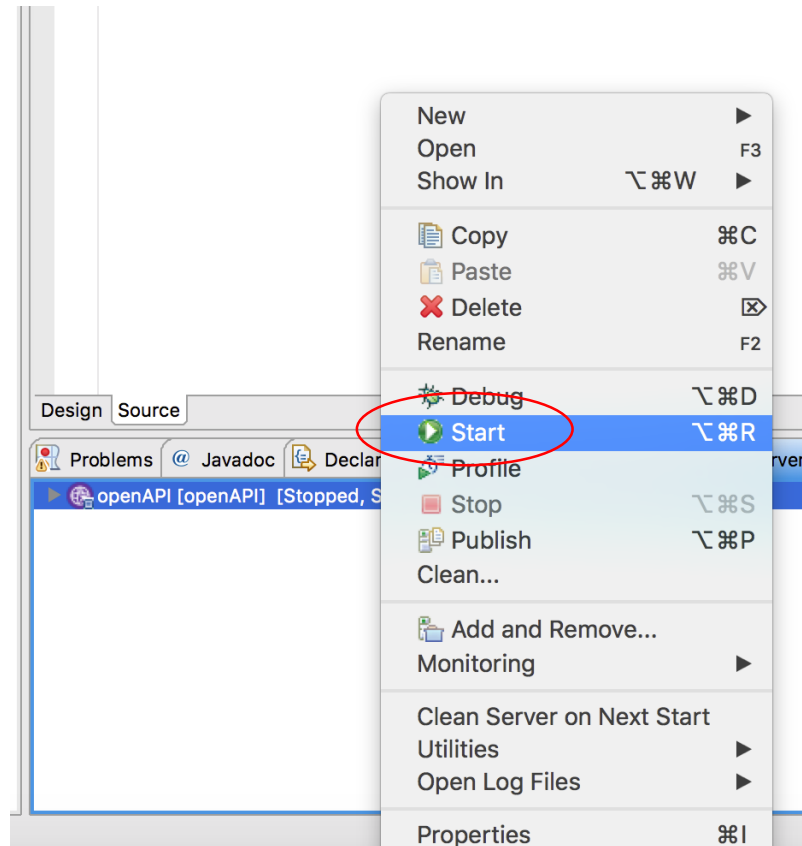 New
Open F3
Show In ⌥⌘W
Copy ⌘C
Paste ⌘V
Delete ⌦
Rename F2
Debug ⌥⌘D
Start ⌥⌘R
Profile
Stop ⌥⌘S
Publish ⌥⌘P
Clean...
Add and Remove...
Monitoring
Clean Server on Next Start
Utilities
Open Log Files
Properties ⌘I
Design Source
Problems @ Javadoc
openAPI [openAPI] [Stopped,